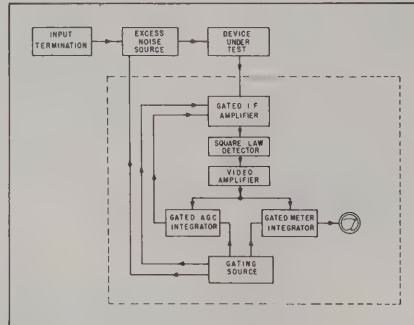 INPUT
TERMINATION
EXCESS
NOISE
SOURCE
DEVICE
UNDER
TEST
GATED I F
AMPLIFIER
SQUARE LAW
DETECTOR
VIDEO
AMPLIFIER
GATED AGC
INTEGRATOR
GATED METER
INTEGRATOR
GATING
SOURCE